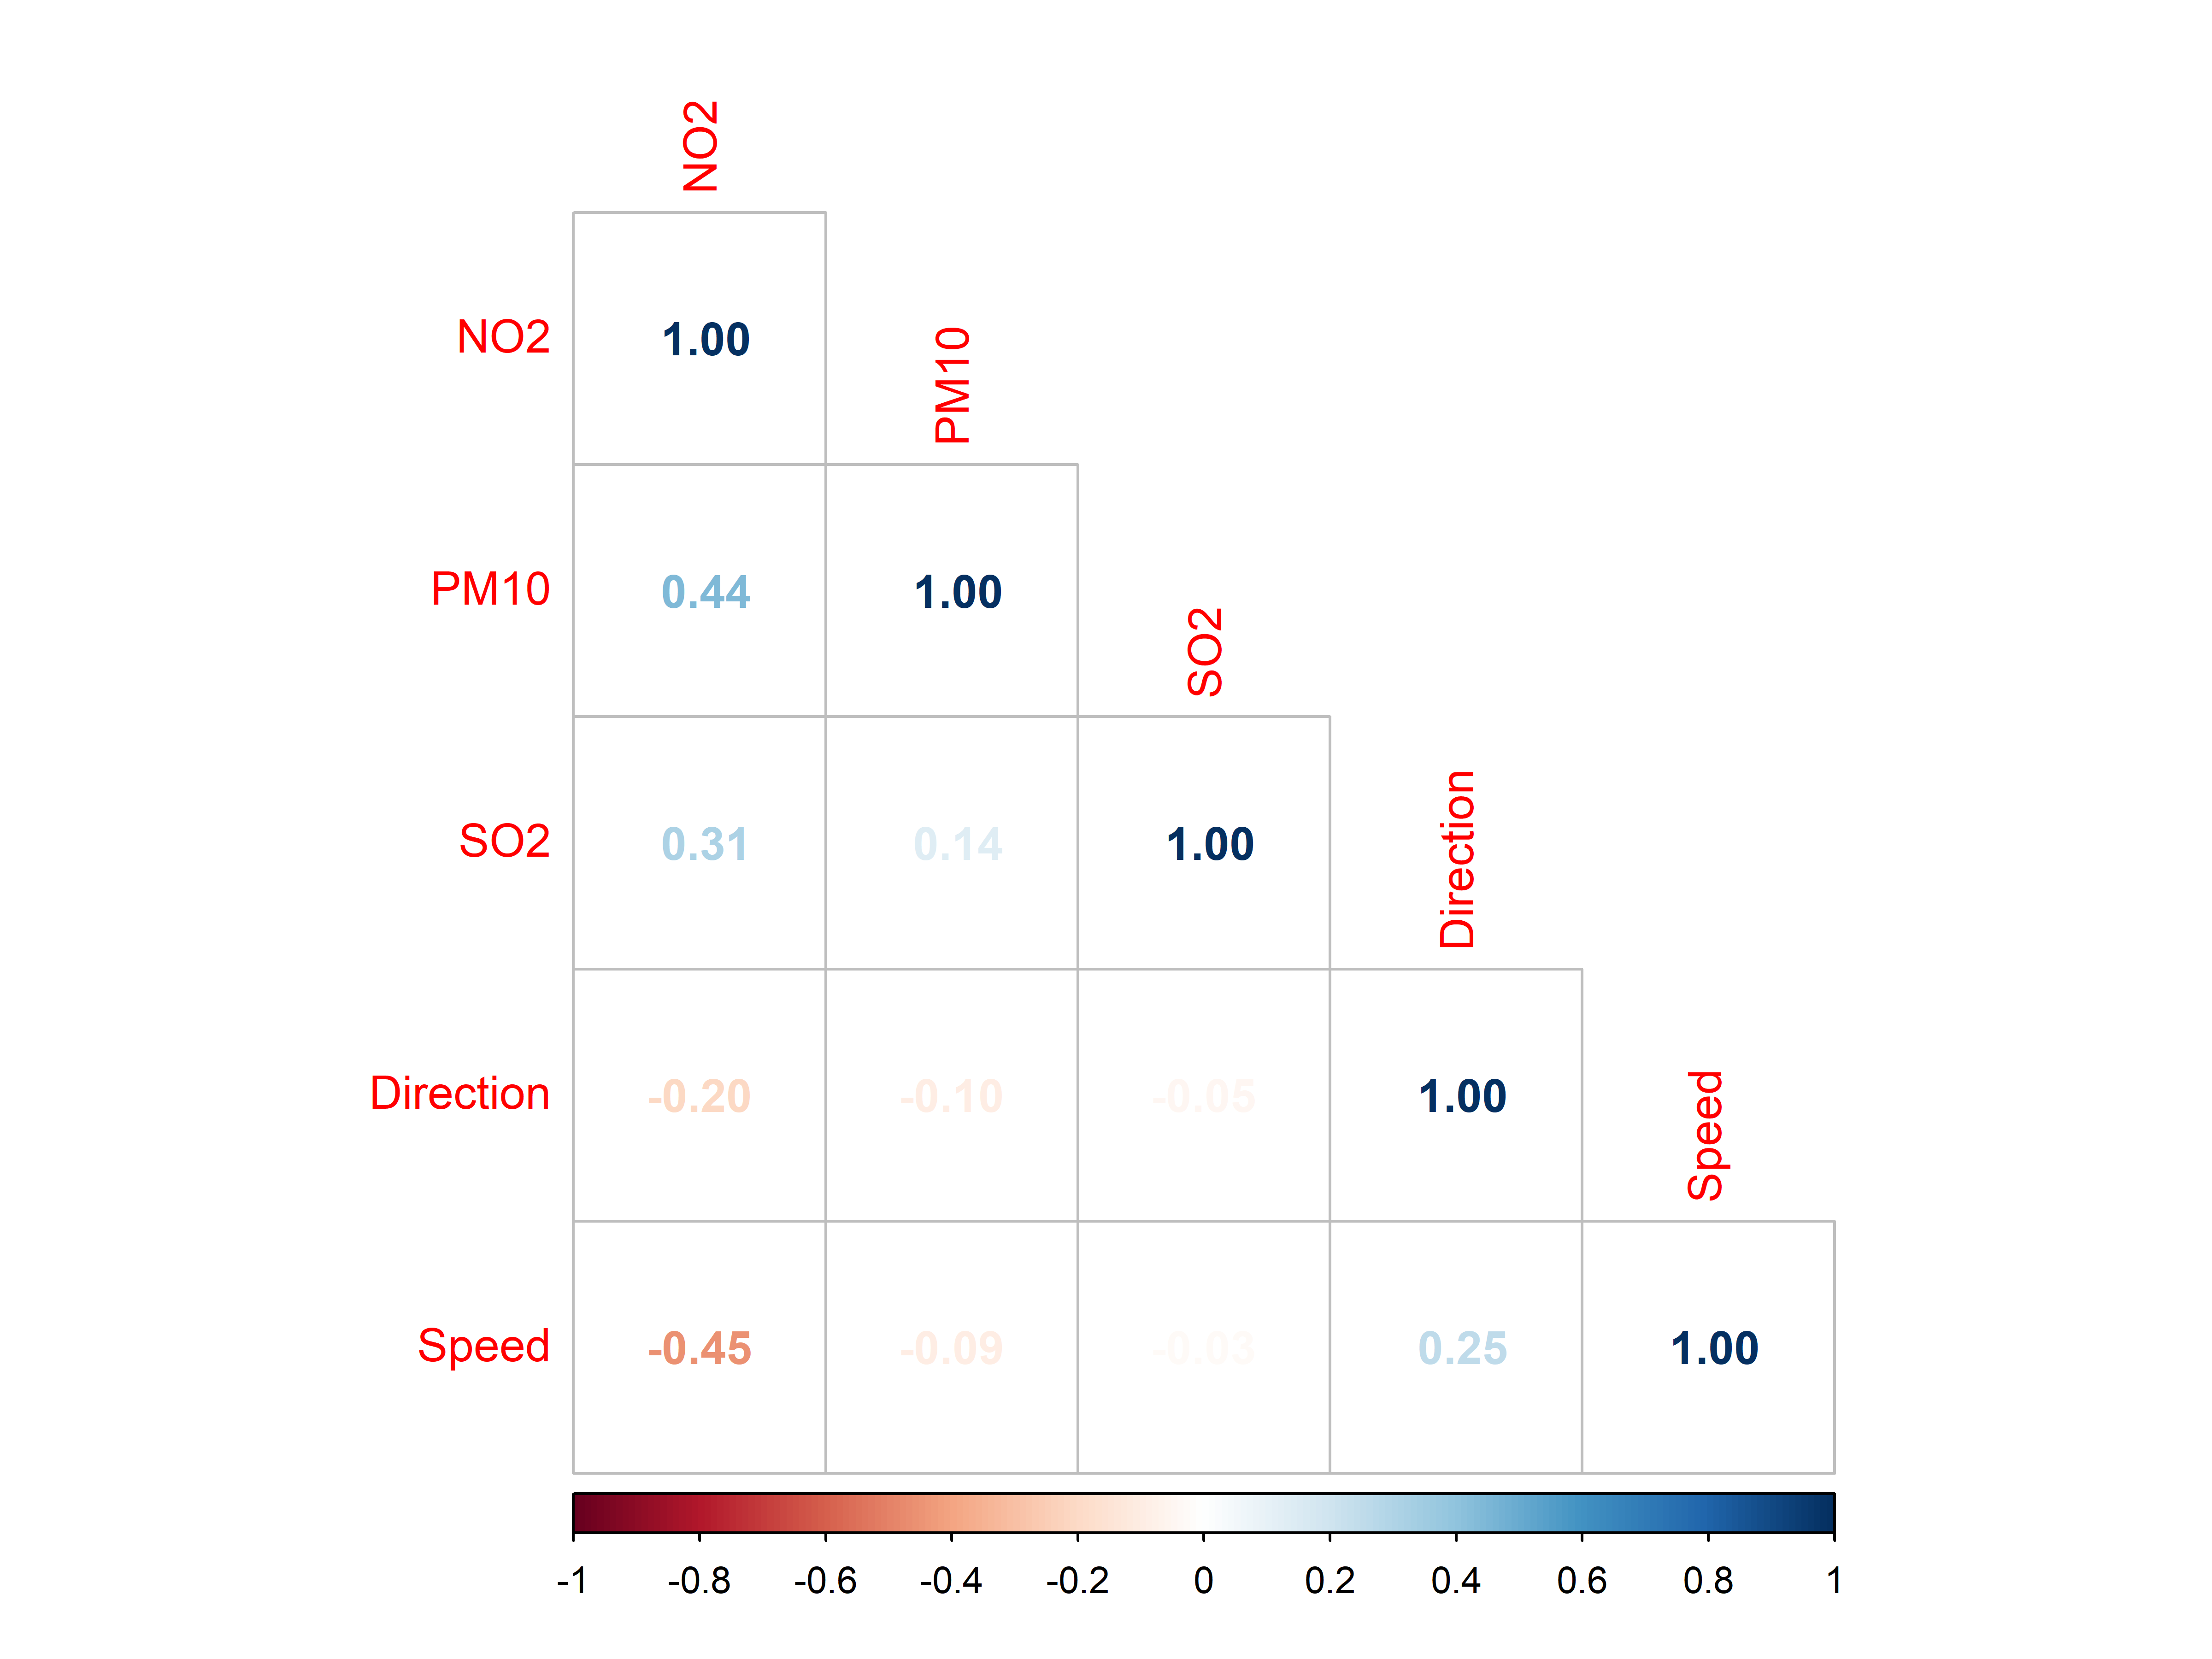 NO2
NO2 1.00 PM10
PM10 0.44 1.00 SO2
SO2 0.31 0.14 1.00 Direction
Direction -0.20 -0.10 -0.05 1.00 Speed
Speed -0.45 -0.09 -0.03 0.25 1.00
-1 -0.8 -0.6 -0.4 -0.2 0 0.2 0.4 0.6 0.8 1